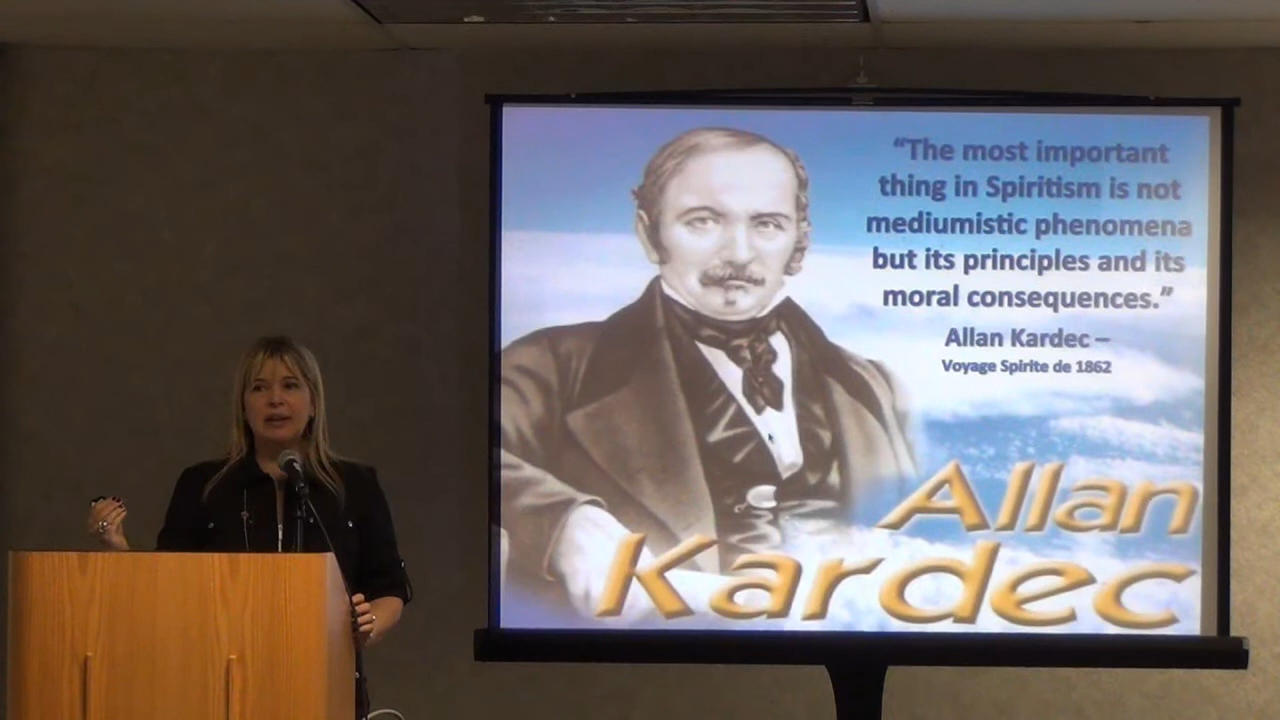 “The most important
thing in Spiritism is not
mediumistic phenomena
but its principles and its
moral consequences.”
Allan Kardec –
Voyage Spirite de 1862
Allan
Kardec